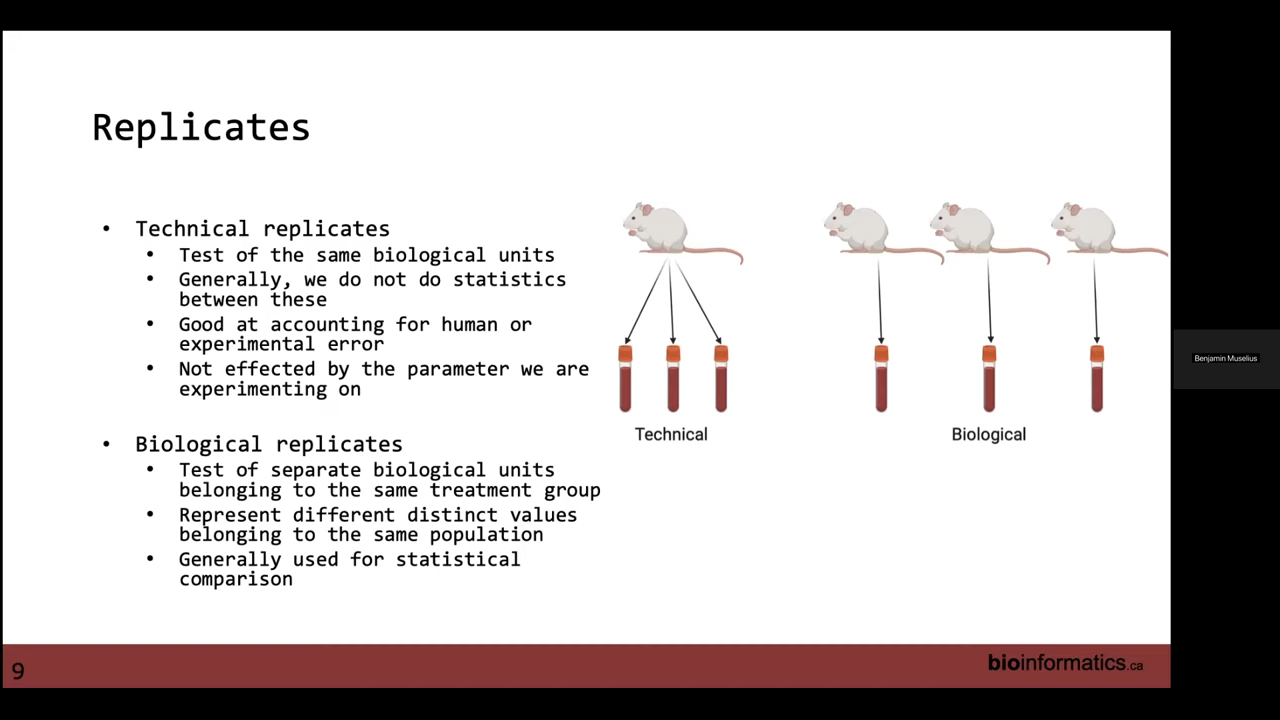 Replicates
• Technical replicates
• Test of the same biological units
• Generally, we do not do statistics
between these
• Good at accounting for human or
experimental error
• Not effected by the parameter we are
experimenting on
• Biological replicates
• Test of separate biological units
belonging to the same treatment group
• Represent different distinct values
belonging to the same population
• Generally used for statistical
comparison
Technical
Biological
Benjamin Muselius
9
bioinformatics.ca